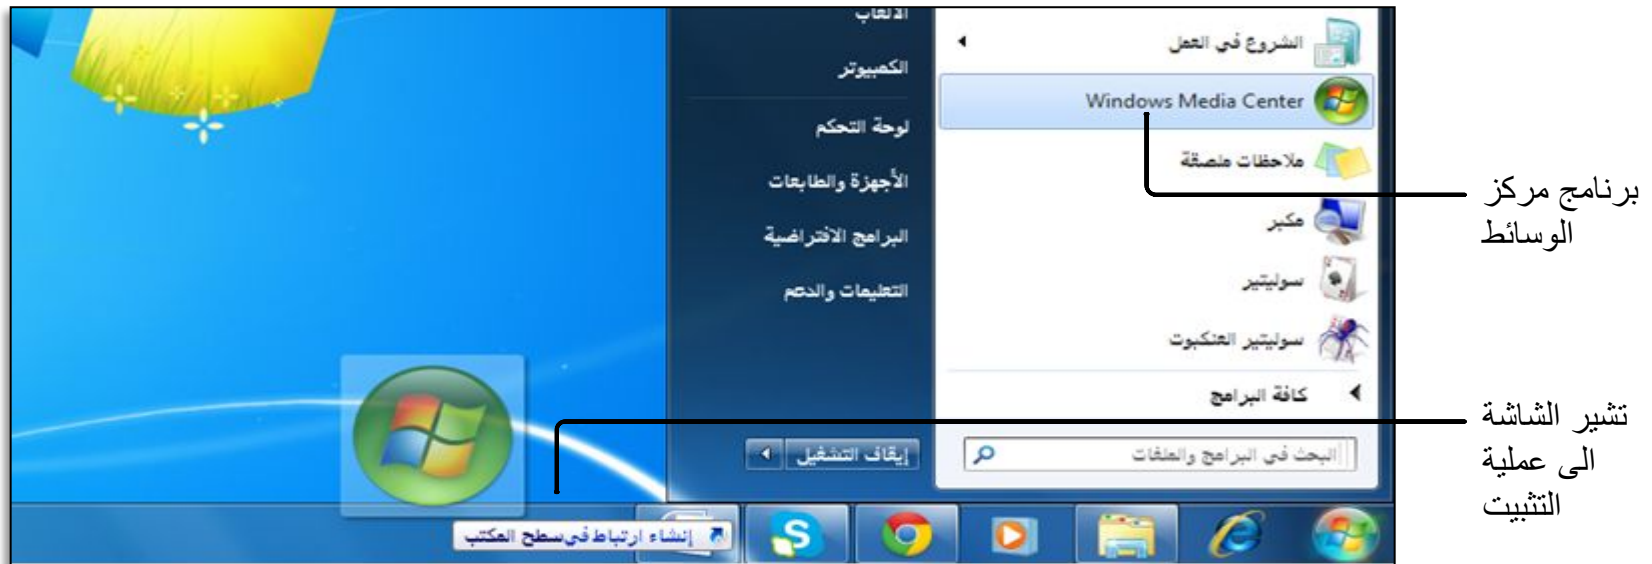 الشروع في العمل
Windows Media Center
ملاحظات ملصقة
مكبر
سوليتير
سوليتير العنكبوت
كافة البرامج
البحث في البرامج والملفات
الألعاب
الكمبيوتر
لوحة التحكم
الأجهزة والطابعات
البرامج الافتراضية
التعليمات والدعم
إيقاف التشغيل
إنشاء ارتباط في سطح المكتب
برنامج مركز
الوسائط
تشير الشاشة
الى عملية
التثبيت